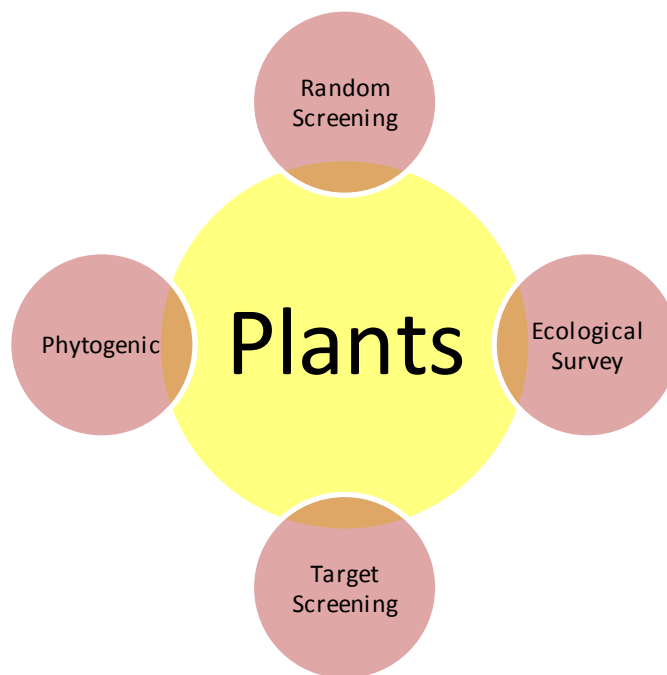 Random
Screening
Phytogenic
Plants
Ecological
Survey
Target
Screening